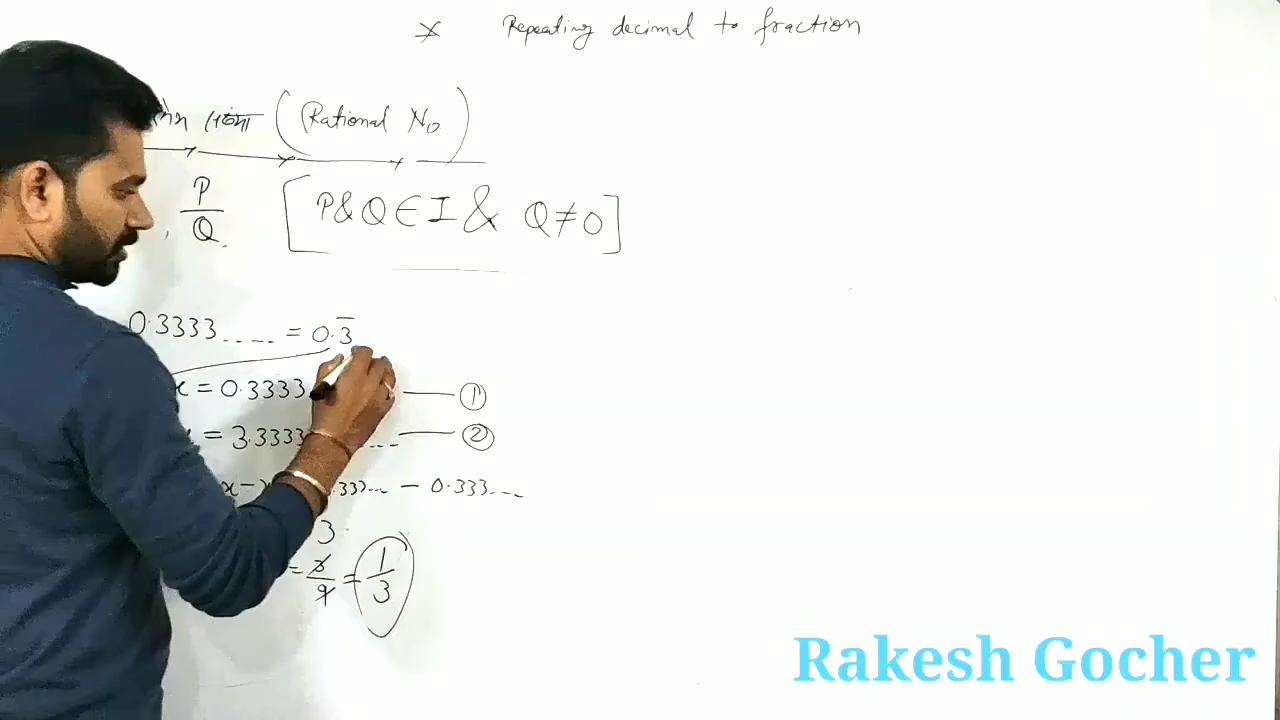 * Repeating decimal to fraction
(Rational No)
P/Q [P&Q∈I& Q≠0]
0.3333.... = 0.3̅
x = 0.3333 ①
= 3.3333 .... ②
x - 333... - 0.333...
3
= 3/9 = 1/3
Rakesh Gocher